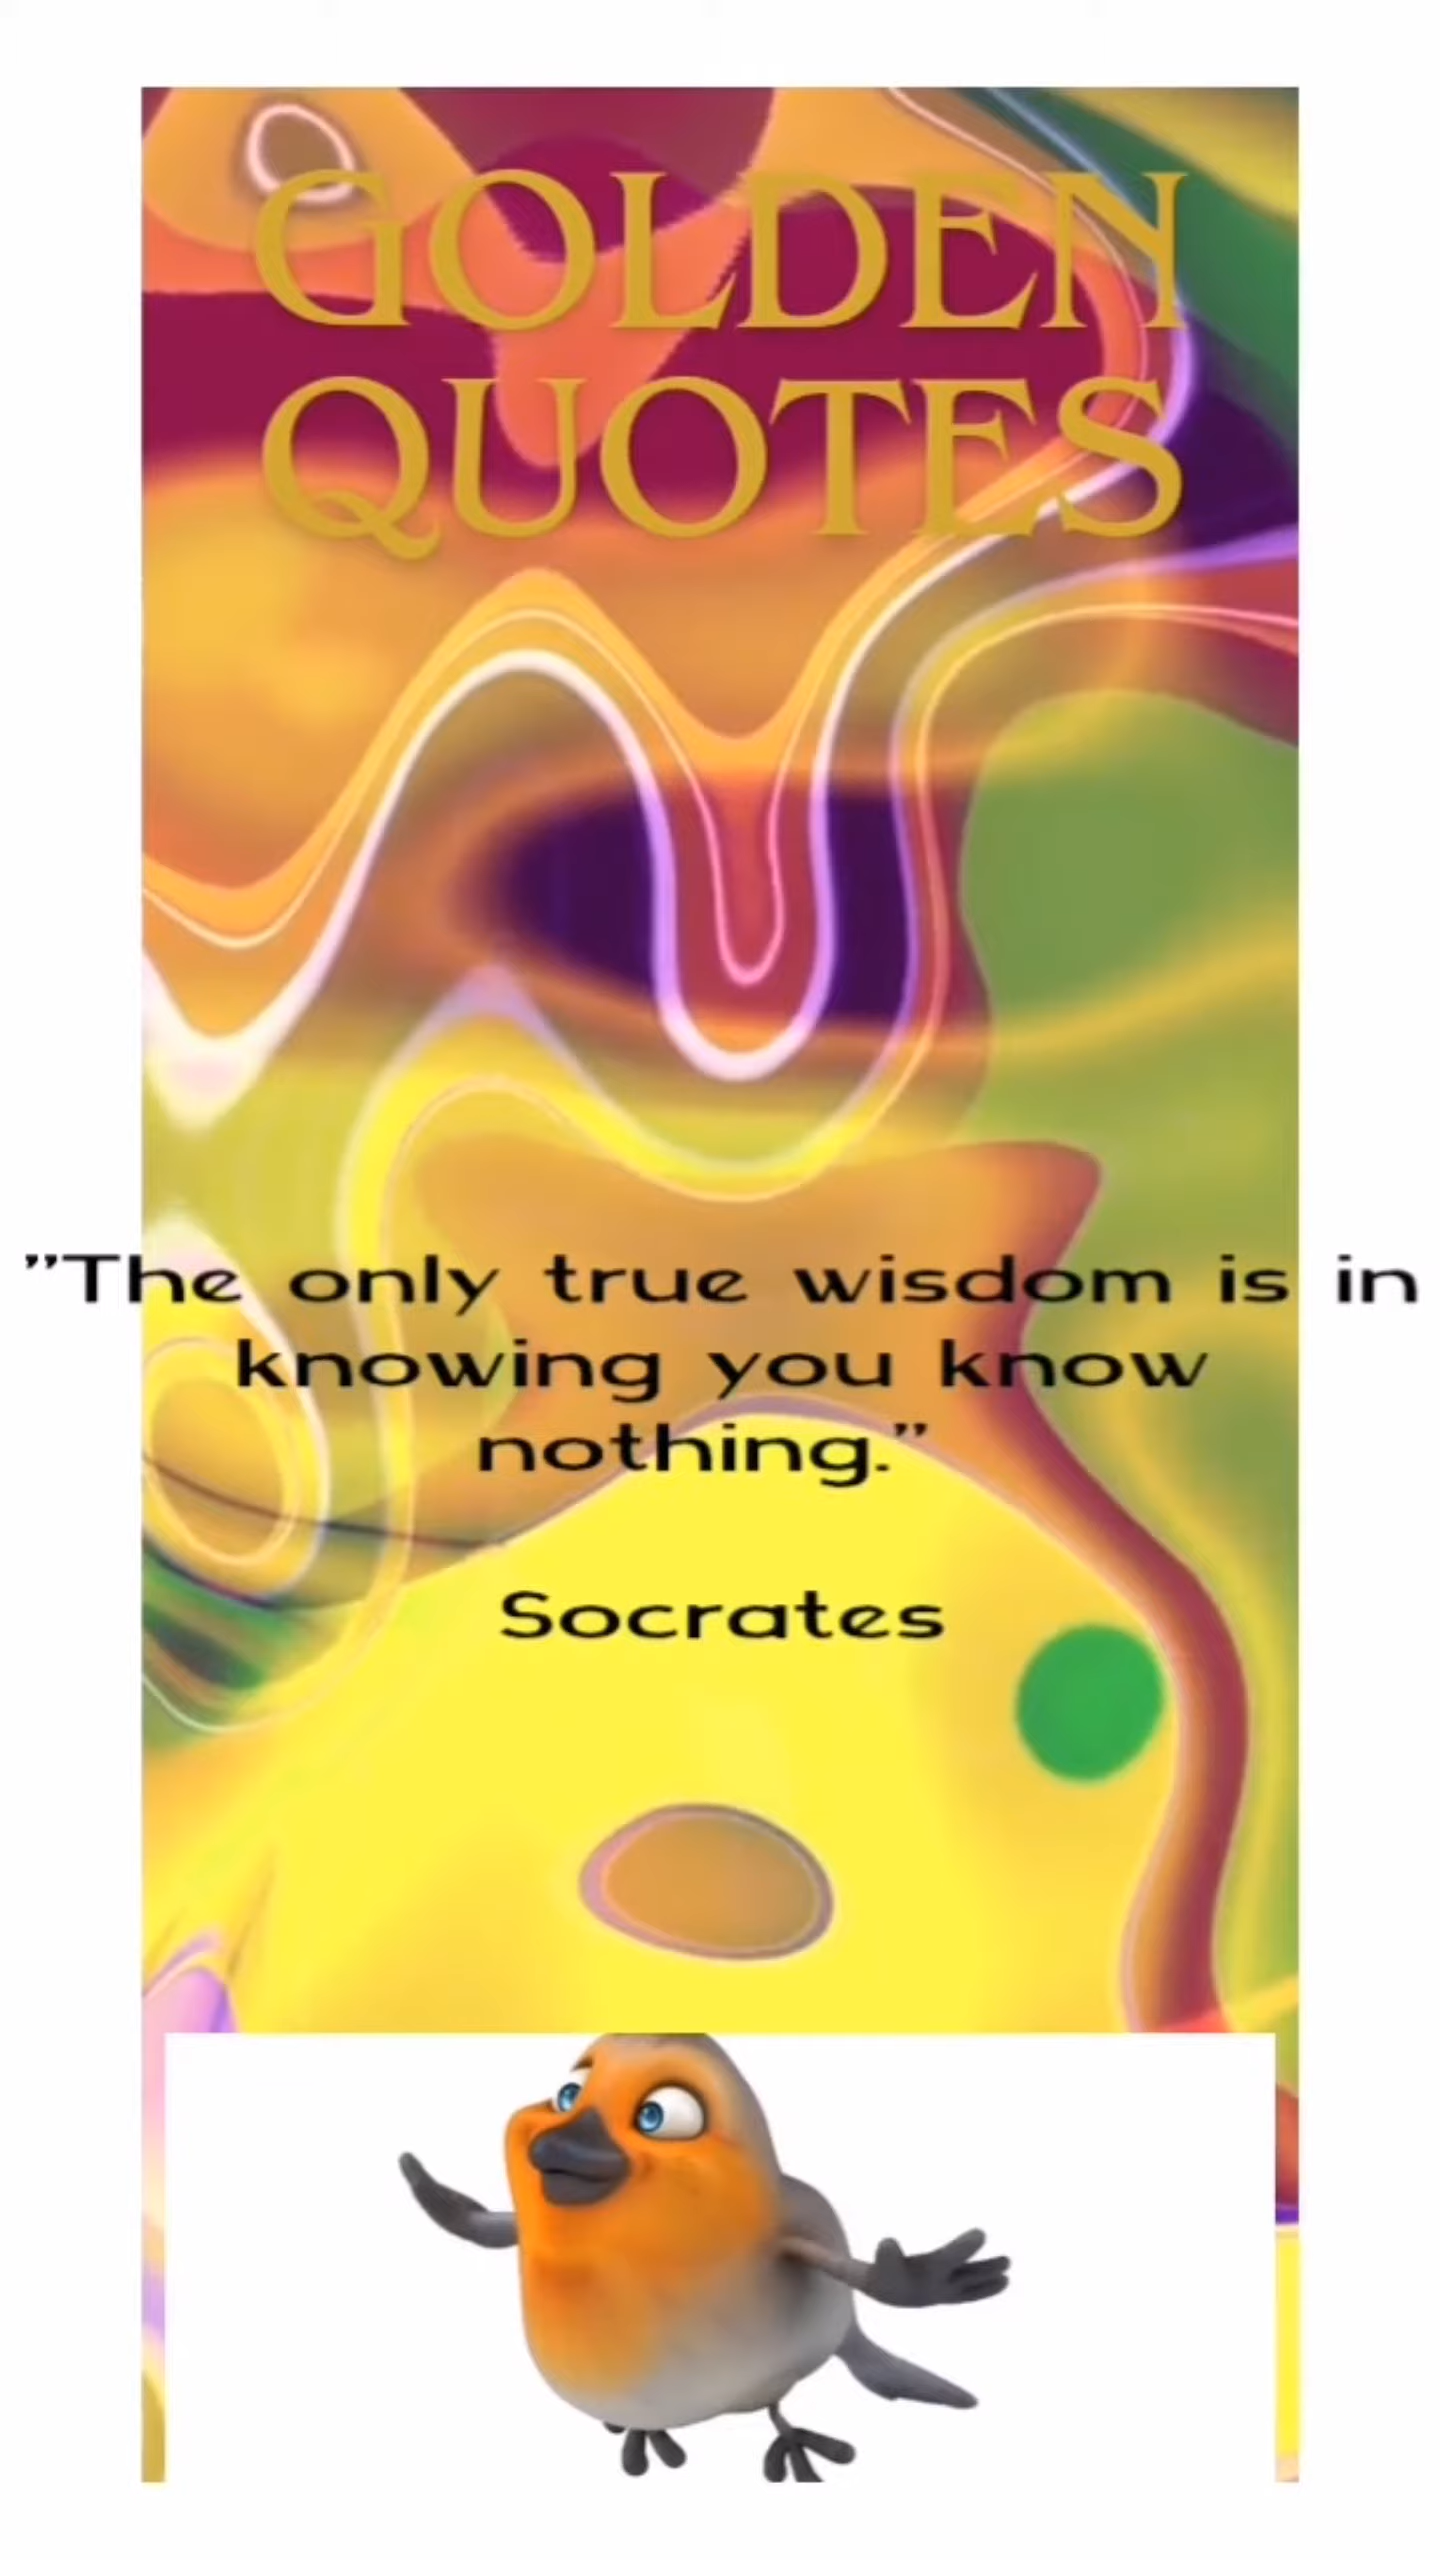 GOLDEN
QUOTES
”The only true wisdom is in
knowing you know
nothing.”
Socrates